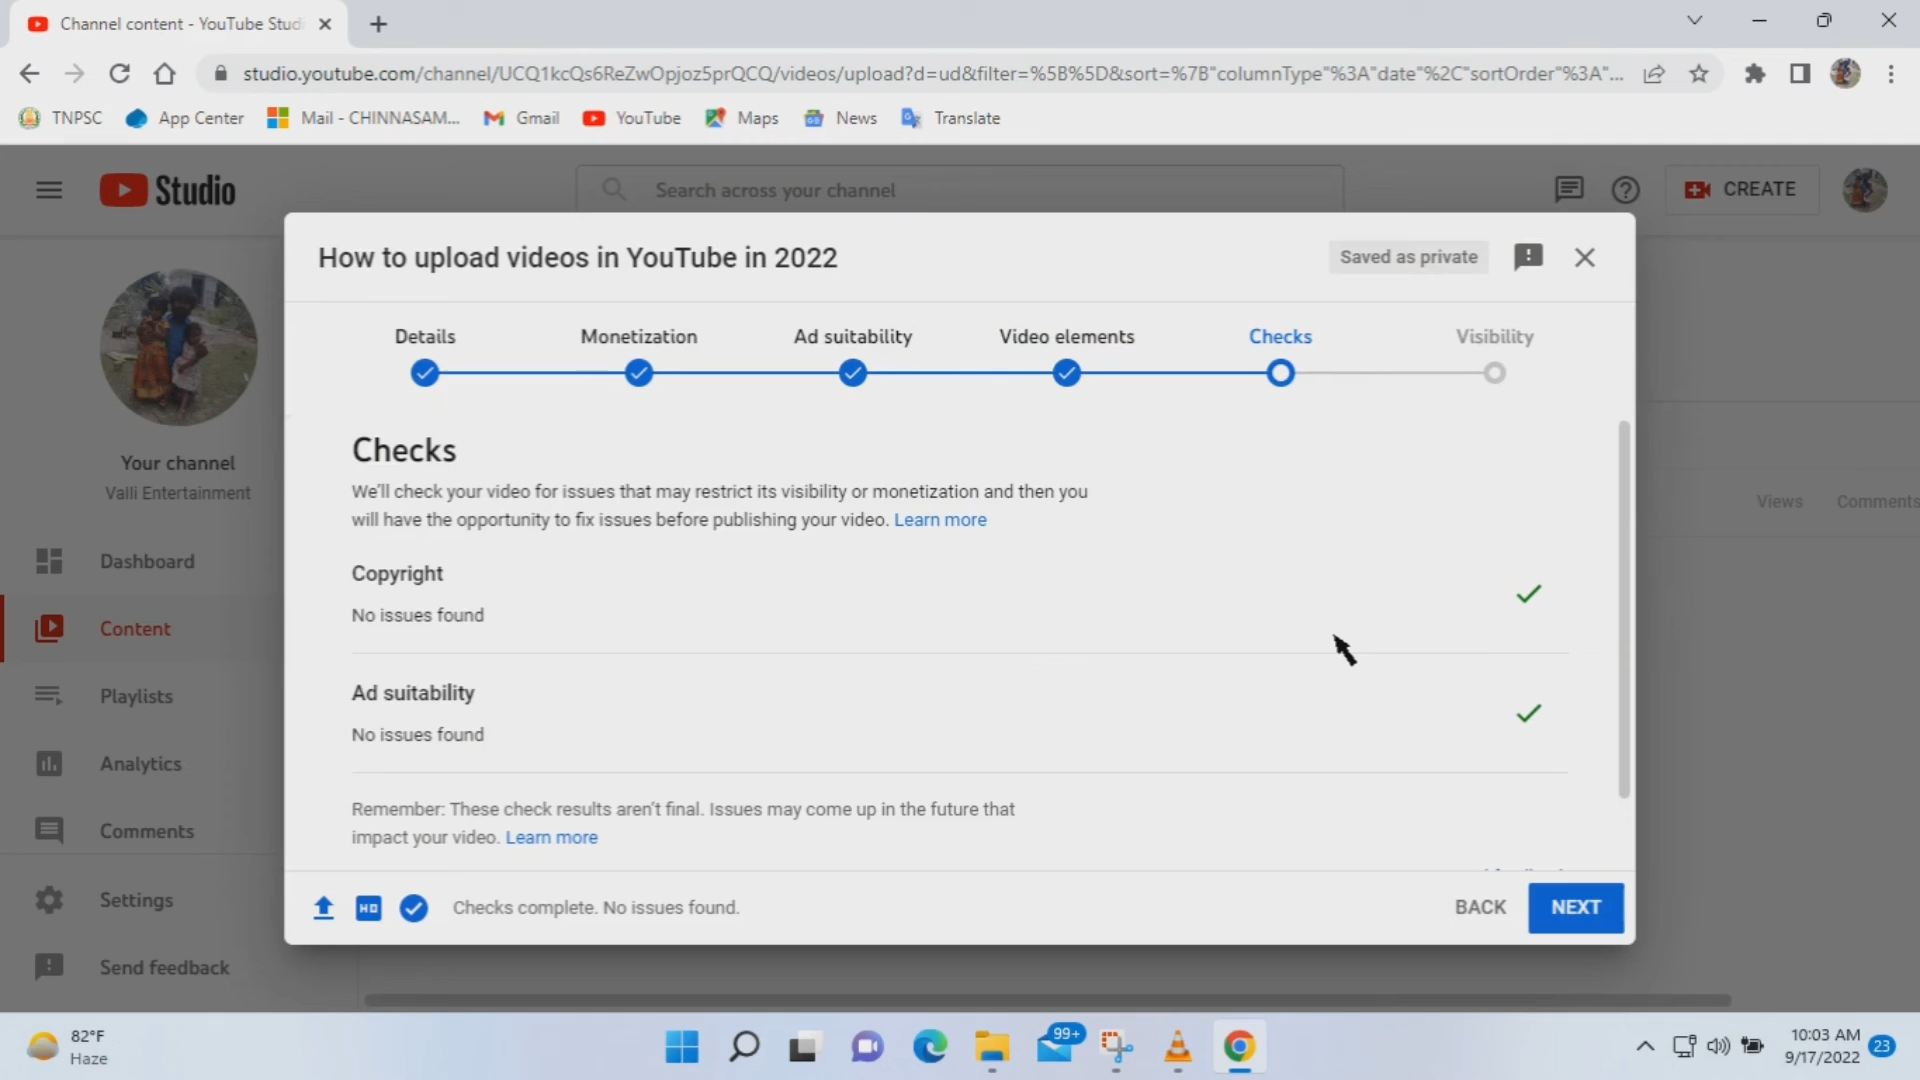 Channel content - YouTube Stud
studio.youtube.com/channel/UCQ1kcQs6ReZwOpjoz5prQCQ/videos/upload?d=ud&filter=%5B%5D&sort=%7B"columnType"%3A"date"%2C"sortOrder"%3A"...
TNPSC
App Center
Mail - CHINNASAM...
Gmail
YouTube
Maps
News
Translate
Studio
Search across your channel
CREATE
How to upload videos in YouTube in 2022
Saved as private
Details
Monetization
Ad suitability
Video elements
Checks
Visibility
Your channel
Valli Entertainment
Dashboard
Content
Playlists
Analytics
Comments
Settings
Send feedback
Checks
We'll check your video for issues that may restrict its visibility or monetization and then you
will have the opportunity to fix issues before publishing your video. Learn more
Copyright
No issues found
Ad suitability
No issues found
Remember: These check results aren't final. Issues may come up in the future that
impact your video. Learn more
Views
Comments
HD
Checks complete. No issues found.
BACK
NEXT
82°F
Haze
99+
10:03 AM
9/17/2022
23